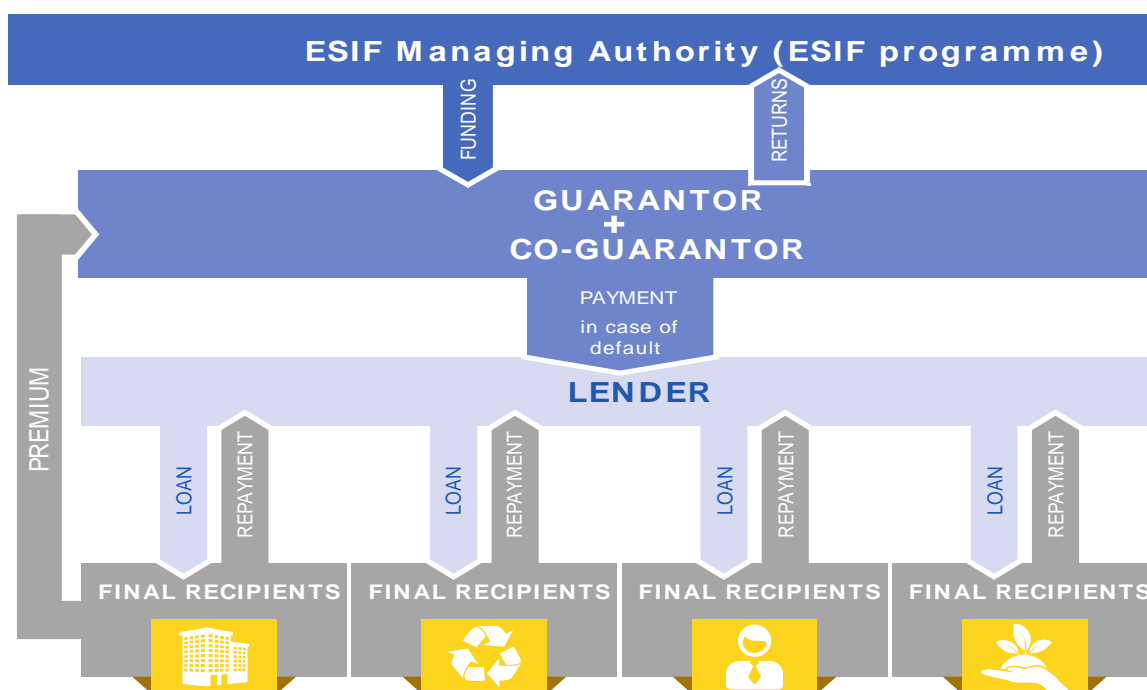 ESIF Managing Authority (ESIF programme)
FUNDING
RETURNS
GUARANTOR
+
CO-GUARANTOR
PAYMENT
in case of
default
LENDER
PREMIUM
LOAN
REPAYMENT
LOAN
REPAYMENT
LOAN
REPAYMENT
LOAN
REPAYMENT
FINAL RECIPIENTS
FINAL RECIPIENTS
FINAL RECIPIENTS
FINAL RECIPIENTS